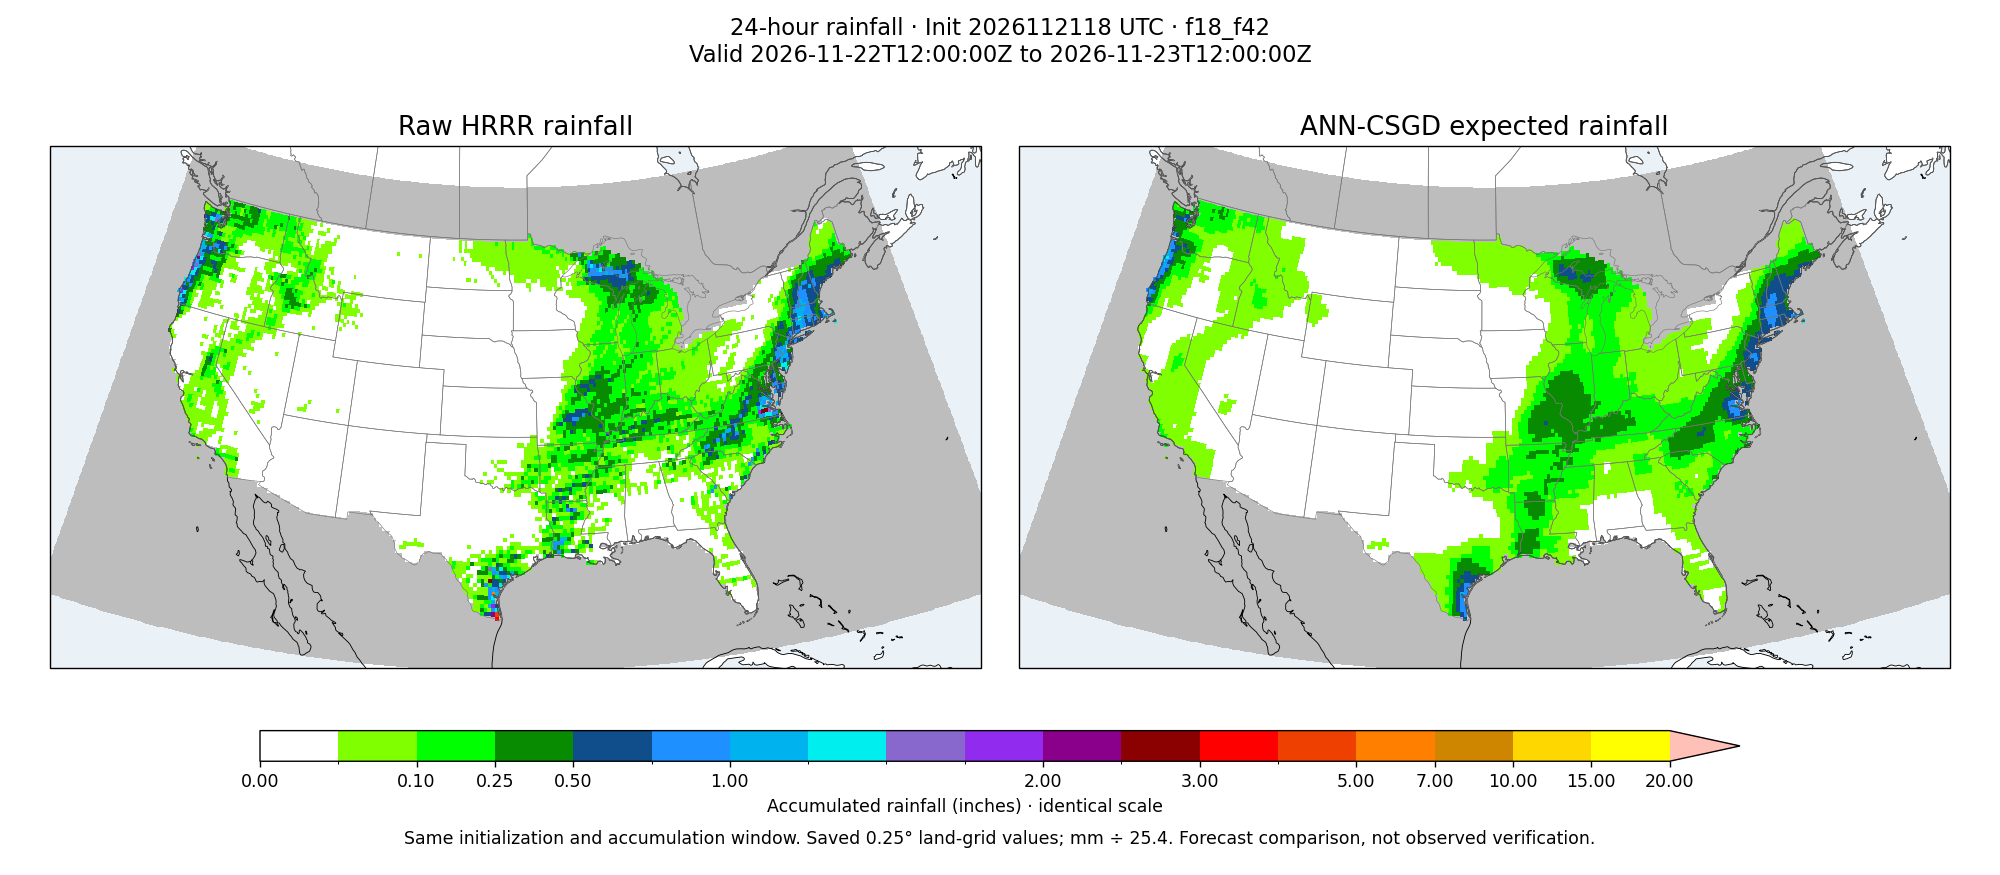 24-hour rainfall · Init 2026112118 UTC · f18_f42
Valid 2026-11-22T12:00:00Z to 2026-11-23T12:00:00Z
Raw HRRR rainfall
ANN-CSGD expected rainfall
0.00 0.10 0.25 0.50 1.00 2.00 3.00 5.00 7.00 10.00 15.00 20.00
Accumulated rainfall (inches) · identical scale
Same initialization and accumulation window. Saved 0.25° land-grid values; mm ÷ 25.4. Forecast comparison, not observed verification.